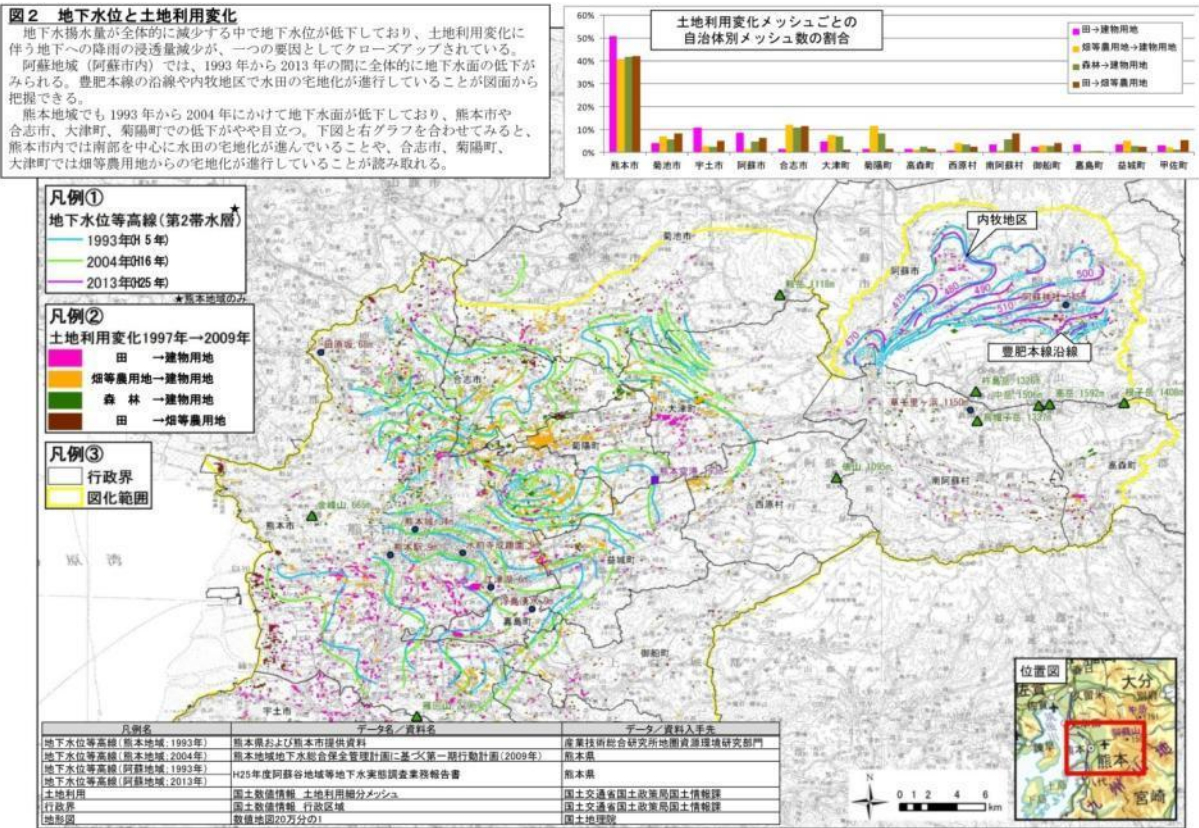 図2 地下水位と土地利用変化
地下水揚水量が全体的に減少する中で地下水位が低下しており、土地利用変化に
伴う地下への降雨の浸透量減少が、一つの要因としてクローズアップされている。
阿蘇地域（阿蘇市内）では、1993年から2013年の間に全体的に地下水面の低下が
みられる。豊肥本線の沿線や内牧地区で水田の宅地化が進行していることが図面から
把握できる。
熊本地域でも1993年から2004年にかけて地下水面が低下しており、熊本市や
合志市、大津町、菊陽町での低下がやや目立つ。下図と右グラフを合わせてみると、
熊本市内では南部を中心に水田の宅地化が進んでいることや、合志市、菊陽町、
大津町では畑等農用地からの宅地化が進行していることが読み取れる。
土地利用変化メッシュごとの
自治体別メッシュ数の割合
60%
50%
40%
30%
20%
10%
0%
田→建物用地
畑等農用地→建物用地
森林→建物用地
田→畑等農用地
熊本市 菊池市 宇土市 阿蘇市 合志市 大津町 菊陽町 高森町 西原村 南阿蘇村 御船町 嘉島町 益城町 甲佐町
凡例①
地下水位等高線(第2帯水層)★
1993年(H5年)
2004年(H16年)
2013年(H25年)
★熊本地域のみ
凡例②
土地利用変化1997年→2009年
田 →建物用地
畑等農用地→建物用地
森 林 →建物用地
田 →畑等農用地
凡例③
行政界
図化範囲
菊池市
内牧地区
阿蘇市
500
490
480
475
510
470
豊肥本線沿線
合志市
大津町
菊陽町
西原村
南阿蘇村
高森町
熊本市
益城町
嘉島町
御船町
宇土市
俵山 1095m
草千里ヶ浜 1150m
中岳 1506m
高岳 1592m
根子岳 1408m
金峰山 665m
位置図
大分
熊本
宮崎
N
0 1 2 4 6
km
凡例名 データ名／資料名 データ／資料入手先
地下水位等高線(熊本地域:1993年) 熊本県および熊本市提供資料 産業技術総合研究所地圏資源環境研究部門
地下水位等高線(熊本地域:2004年) 熊本地域地下水総合保全管理計画に基づく第一期行動計画(2009年) 熊本県
地下水位等高線(阿蘇地域:1993年)
地下水位等高線(阿蘇地域:2013年) H25年度阿蘇谷地域等地下水実態調査業務報告書 熊本県
土地利用 国土数値情報 土地利用細分メッシュ 国土交通省国土政策局国土情報課
行政界 国土数値情報 行政区域 国土交通省国土政策局国土情報課
地形図 数値地図20万分の1 国土地理院